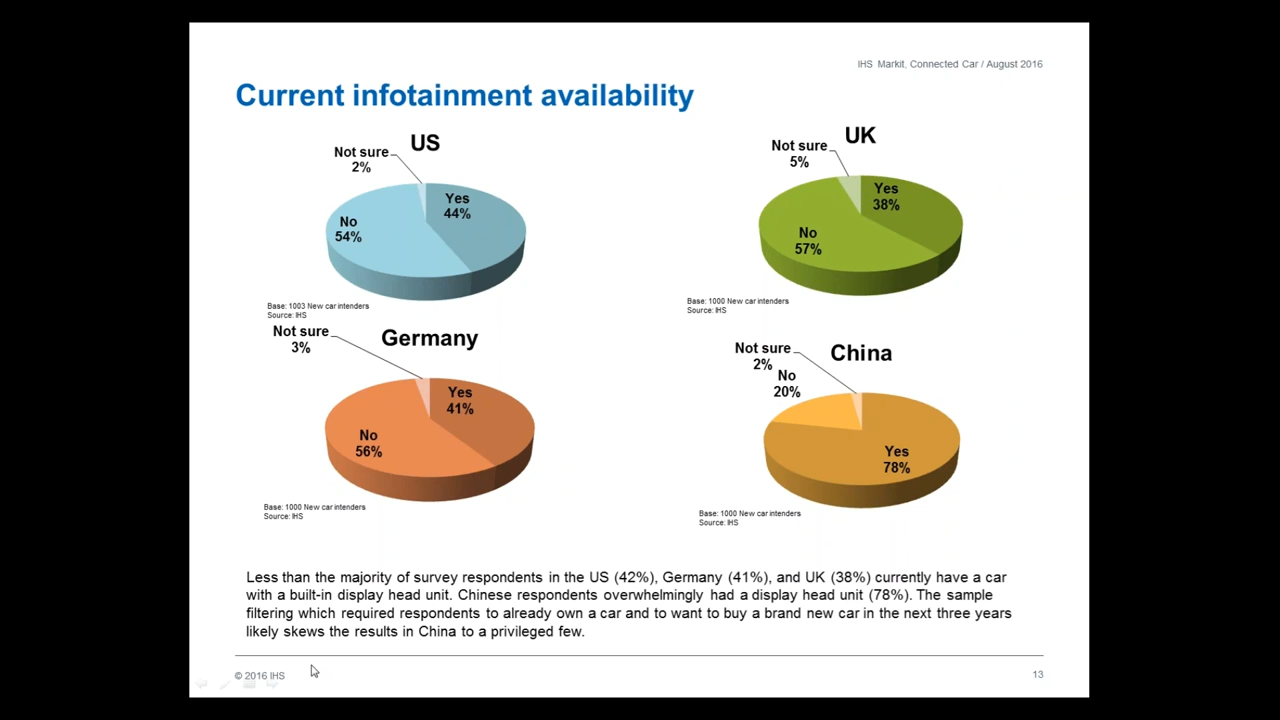 IHS Markit, Connected Car / August 2016
Current infotainment availability
US
Not sure
2%
Yes
44%
No
54%
Base: 1003 New car intenders
Source: IHS
UK
Not sure
5%
Yes
38%
No
57%
Base: 1000 New car intenders
Source: IHS
Germany
Not sure
3%
Yes
41%
No
56%
Base: 1000 New car intenders
Source: IHS
China
Not sure
2%
No
20%
Yes
78%
Base: 1000 New car intenders
Source: IHS
Less than the majority of survey respondents in the US (42%), Germany (41%), and UK (38%) currently have a car
with a built-in display head unit. Chinese respondents overwhelmingly had a display head unit (78%). The sample
filtering which required respondents to already own a car and to want to buy a brand new car in the next three years
likely skews the results in China to a privileged few.
© 2016 IHS
13